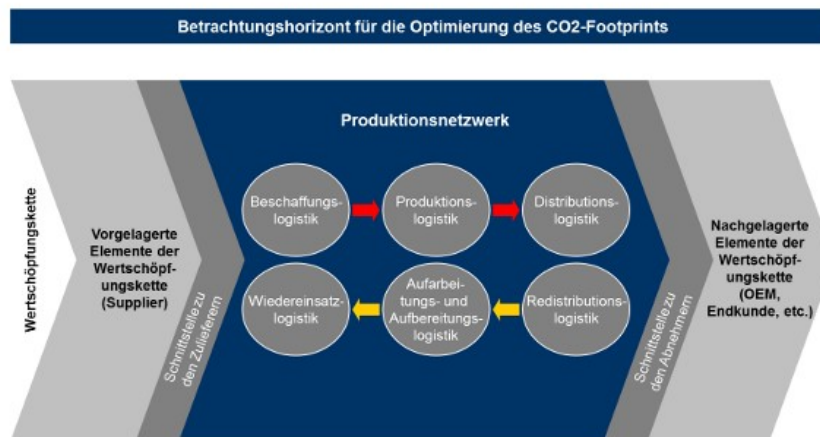 Betrachtungshorizont für die Optimierung des CO2-Footprints
Wertschöpfungskette
Vorgelagerte
Elemente der
Wertschöpf-
ungskette
(Supplier)
Schnittstelle zu
den Zulieferern
Produktionsnetzwerk
Beschaffungs-
logistik
Produktions-
logistik
Distributions-
logistik
Wiedereinsatz-
logistik
Aufarbei-
tungs- und
Aufbereitungs-
logistik
Redistributions-
logistik
Schnittstelle zu
den Abnehmern
Nachgelagerte
Elemente der
Wertschöpf-
ungskette
(OEM,
Endkunde, etc.)